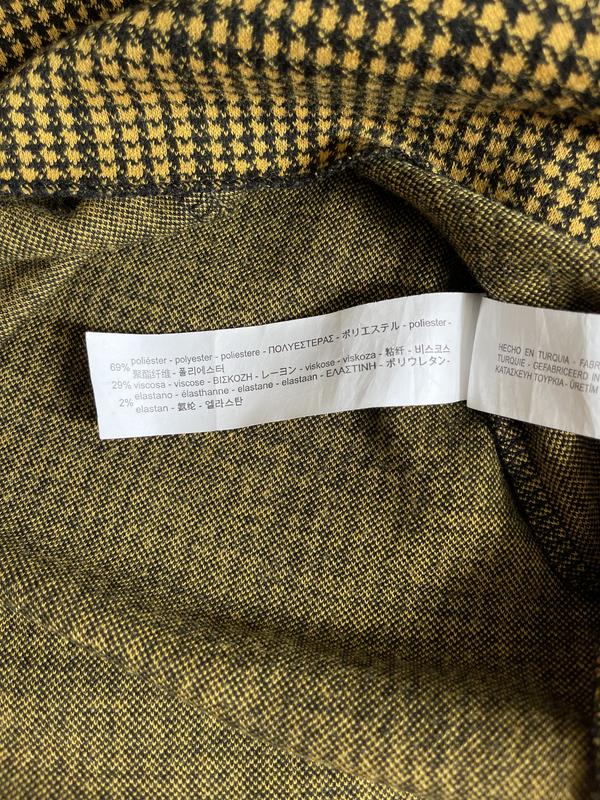 69% poliéster - polyester - poliestere - ΠΟΛΥΕΣΤΕΡΑΣ - ポリエステル - poliester -
聚酯纤维 - 폴리에스터
29% viscosa - viscose - ΒΙΣΚΟΖΗ - レーヨン - viskose - viskoza - 粘纤 - 비스코스
2% elastano - élasthanne - elastane - elastaan - ΕΛΑΣΤΙΝΗ - ポリウレタン-
elastan - 氨纶 - 엘라스탄
HECHO EN TURQUIA - FABR
TURQUIE - GEFABRICEERD IN
ΚΑΤΑΣΚΕΥΗ ΤΟΥΡΚΙΑ - ÜRETİM